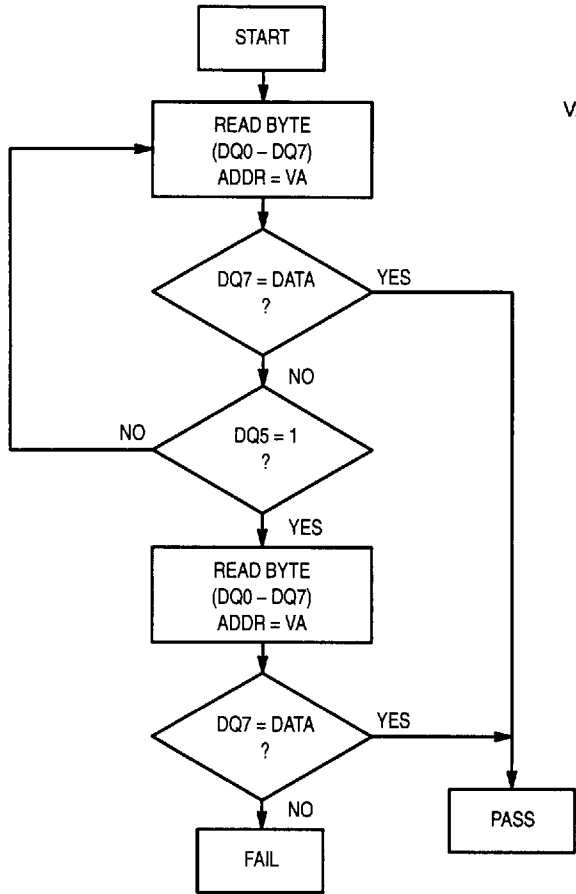 START
V
READ BYTE
(DQ0 – DQ7)
ADDR = VA
DQ7 = DATA
?
YES
NO
NO
DQ5 = 1
?
YES
READ BYTE
(DQ0 – DQ7)
ADDR = VA
DQ7 = DATA
?
YES
NO
PASS
FAIL